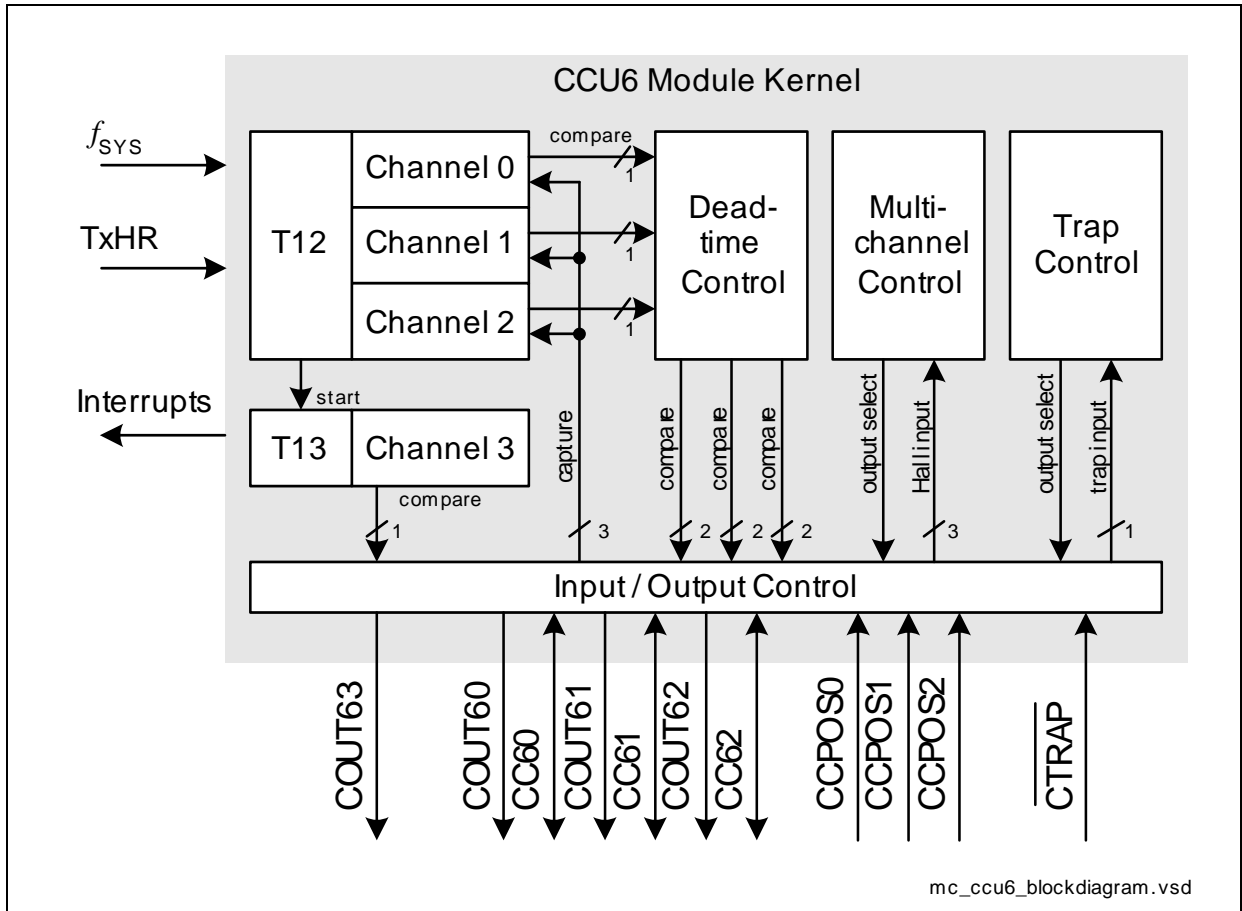 CCU6 Module Kernel
fSYS
TxHR
Interrupts
T12
Channel 0
Channel 1
Channel 2
compare
1
1
1
Dead-
time
Control
Multi-
channel
Control
Trap
Control
start
T13
Channel 3
compare
1
capture
3
compare
compare
compare
2
2
2
output select
Hall input
3
output select
trap input
1
Input / Output Control
COUT63
COUT60
CC60
COUT61
CC61
COUT62
CC62
CCPOS0
CCPOS1
CCPOS2
CTRAP
mc_ccu6_blockdiagram.vsd